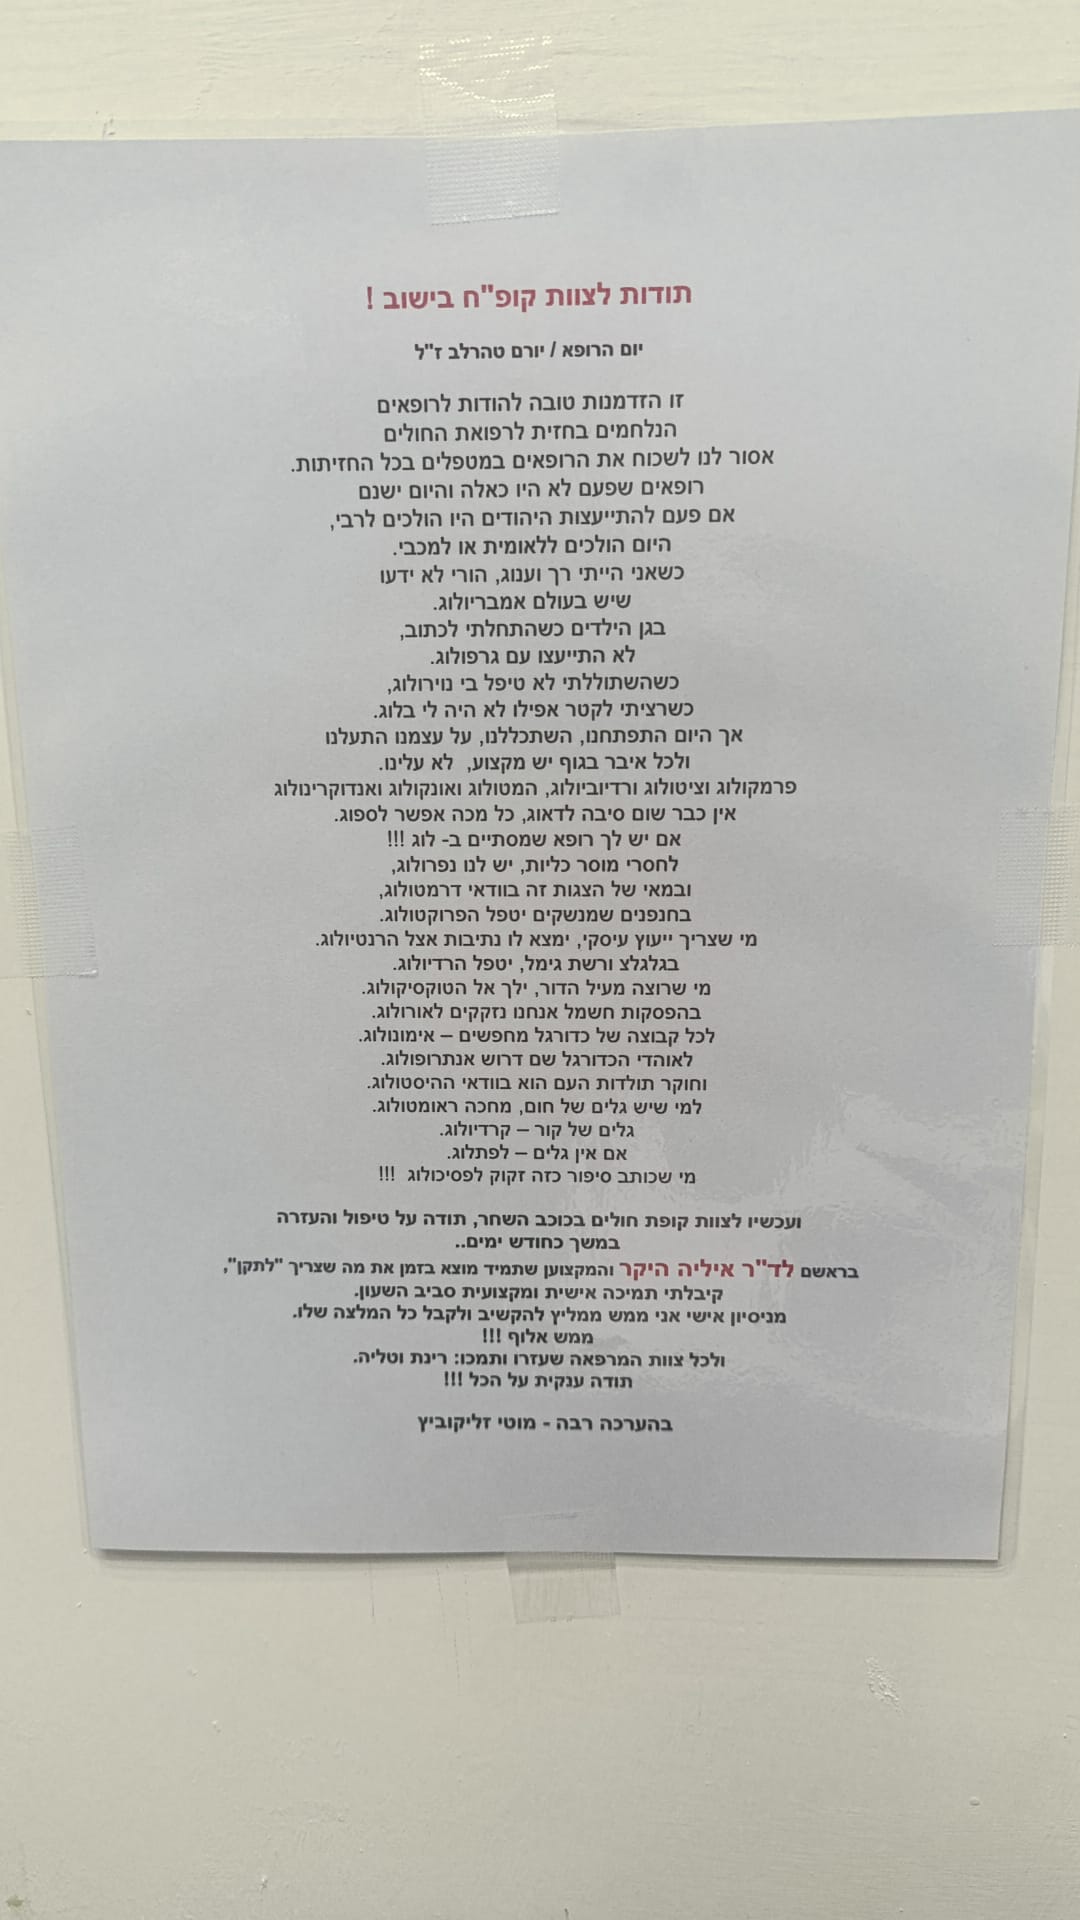 תודות לצוות קופ"ח בישוב !
יום הרופא / יורם טהרלב ז"ל
זו הזדמנות טובה להודות לרופאים
הנלחמים בחזית לרפואת החולים
אסור לנו לשכוח את הרופאים במטפלים בכל החזיתות.
רופאים שפעם לא היו כאלה והיום ישנם
אם פעם להתייעצות היהודים היו הולכים לרבי,
היום הולכים ללאומית או למכבי.
כשאני הייתי רך וענוג, הורי לא ידעו
שיש בעולם אמבריולוג.
בגן הילדים כשהתחלתי לכתוב,
לא התייעצו עם גרפולוג.
כשהשתוללתי לא טיפל בי נוירולוג,
כשרציתי לקטר אפילו לא היה לי בלוג.
אך היום התפתחנו, השתכללנו, על עצמנו התעלנו
ולכל איבר בגוף יש מקצוע, לא עלינו.
פרמקולוג וציטולוג ורדיוביולוג, המטולוג ואונקולוג ואנדוקרינולוג
אין כבר שום סיבה לדאוג, כל מכה אפשר לספוג.
אם יש לך רופא שמסתיים ב- לוג !!!
לחסרי מוסר כליות, יש לנו נפרולוג,
ובמאי של הצגות זה בוודאי דרמטולוג,
בחנפנים שמנשקים יטפל הפרוקטולוג.
מי שצריך ייעוץ עיסקי, ימצא לו נתיבות אצל הרנטיולוג.
בגלגלצ ורשת גימל, יטפל הרדיולוג.
מי שרוצה מעיל הדור, ילך אל הטוקסיקולוג.
בהפסקות חשמל אנחנו נזקקים לאורולוג.
לכל קבוצה של כדורגל מחפשים – אימונולוג.
לאוהדי הכדורגל שם דרוש אנתרופולוג.
וחוקר תולדות העם הוא בוודאי ההיסטולוג.
למי שיש גלים של חום, מחכה ראומטולוג.
גלים של קור – קרדיולוג.
אם אין גלים – לפתלוג.
מי שכותב סיפור כזה זקוק לפסיכולוג !!!
ועכשיו לצוות קופת חולים בכוכב השחר, תודה על טיפול והעזרה
במשך כחודש ימים..
בראשם לד"ר איליה היקר והמקצוען שתמיד מוצא בזמן את מה שצריך "לתקן",
קיבלתי תמיכה אישית ומקצועית סביב השעון.
מניסיון אישי אני ממש ממליץ להקשיב ולקבל כל המלצה שלו.
ממש אלוף !!!
ולכל צוות המרפאה שעזרו ותמכו: רינת וטליה.
תודה ענקית על הכל !!!
בהערכה רבה - מוטי זליקוביץ